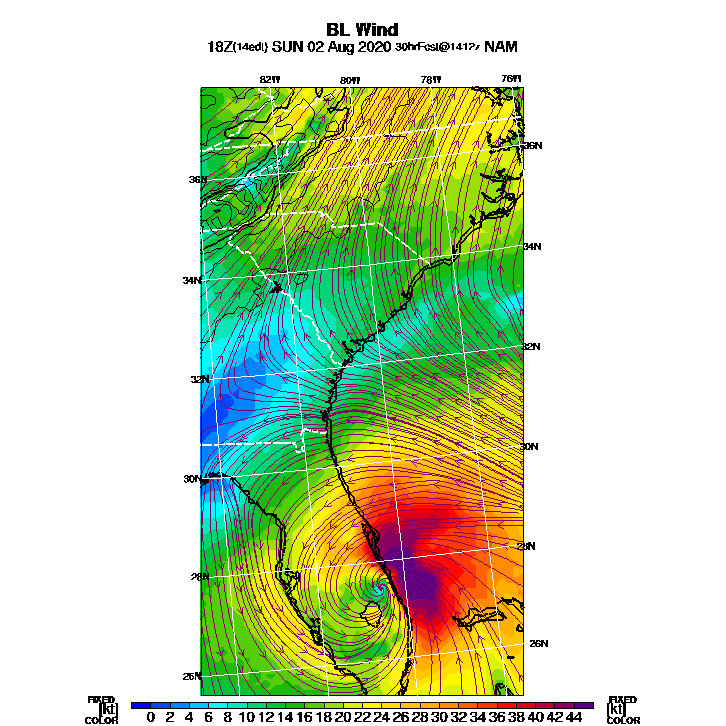 BL Wind
18Z(14edt) SUN 02 Aug 2020 30hrFcst@1412z NAM
82W 80W 78W 76W
36N
36N
34N
34N
32N
32N
30N
30N
28N
28N
26N
26N
FIXED FIXED
[kt] 0 2 4 6 8 10 12 14 16 18 20 22 24 26 28 30 32 34 36 38 40 42 44 [kt]
COLOR COLOR